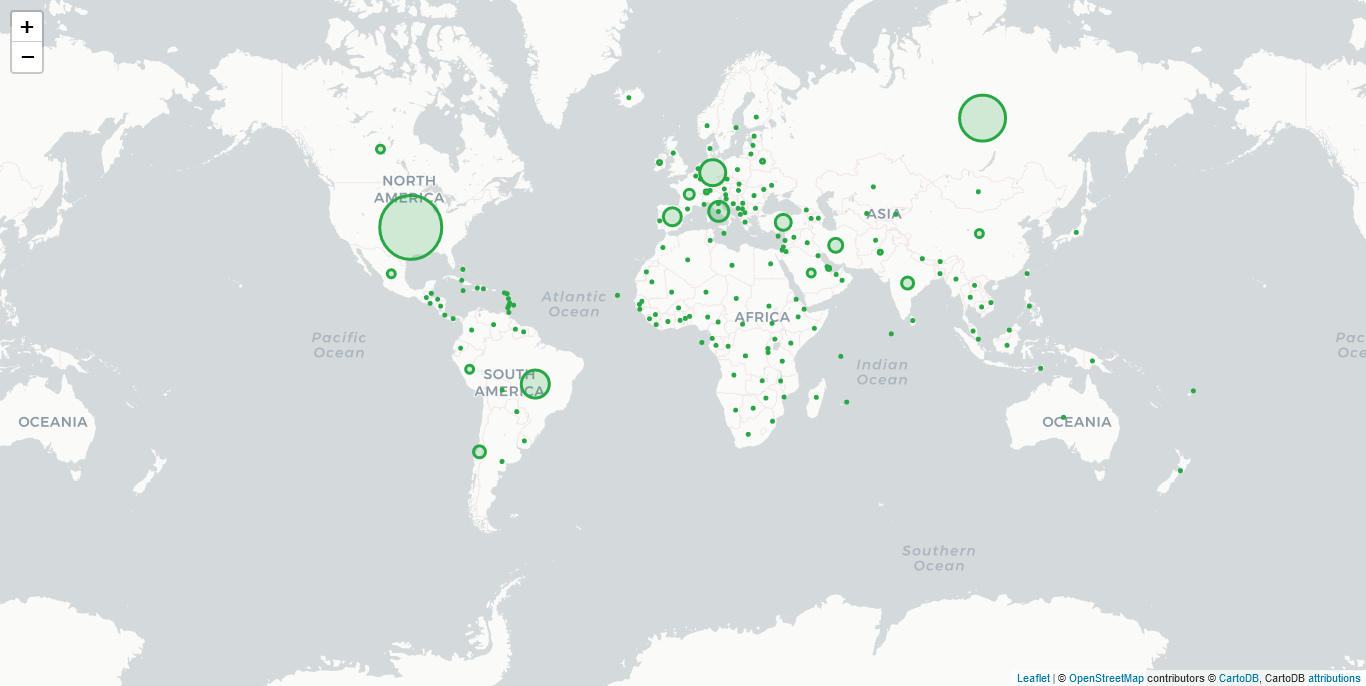 +
−
NORTH
AMERICA
ASIA
Atlantic
Ocean
AFRICA
Pacific
Ocean
Pac
Oce
Indian
Ocean
SOUTH
AMERICA
OCEANIA
OCEANIA
Southern
Ocean
Leaflet | © OpenStreetMap contributors © CartoDB, CartoDB attributions